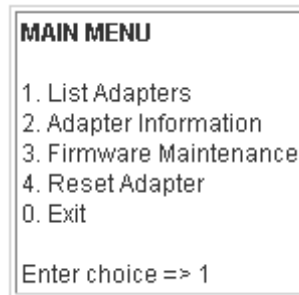 MAIN MENU
1. List Adapters
2. Adapter Information
3. Firmware Maintenance
4. Reset Adapter
0. Exit
Enter choice => 1